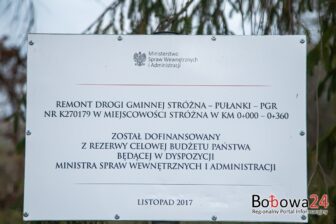 Ministerstwo
Spraw Wewnętrznych
i Administracji
REMONT DROGI GMINNEJ STRÓŻNA – PUŁANKI – PGR
NR K270179 W MIEJSCOWOŚCI STRÓŻNA W KM 0+000 – 0+360
ZOSTAŁ DOFINANSOWANY
Z REZERWY CELOWEJ BUDŻETU PAŃSTWA
BĘDĄCEJ W DYSPOZYCJI
MINISTRA SPRAW WEWNĘTRZNYCH I ADMINISTRACJI
LISTOPAD 2017
Bobowa24
Regionalny Portal Informacyjny